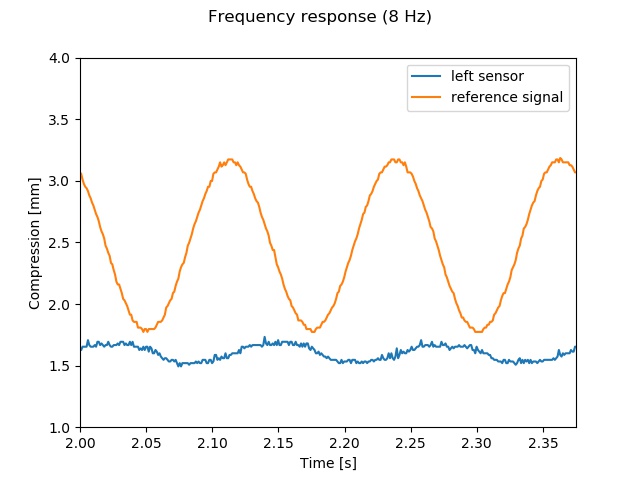 Frequency response (8 Hz)
4.0
3.5
3.0
2.5
2.0
1.5
1.0
Compression [mm]
left sensor
reference signal
2.00 2.05 2.10 2.15 2.20 2.25 2.30 2.35
Time [s]